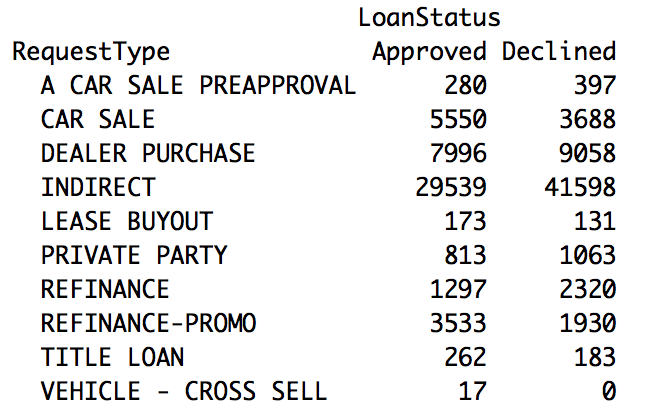 LoanStatus
RequestType Approved Declined
A CAR SALE PREAPPROVAL 280 397
CAR SALE 5550 3688
DEALER PURCHASE 7996 9058
INDIRECT 29539 41598
LEASE BUYOUT 173 131
PRIVATE PARTY 813 1063
REFINANCE 1297 2320
REFINANCE-PROMO 3533 1930
TITLE LOAN 262 183
VEHICLE - CROSS SELL 17 0